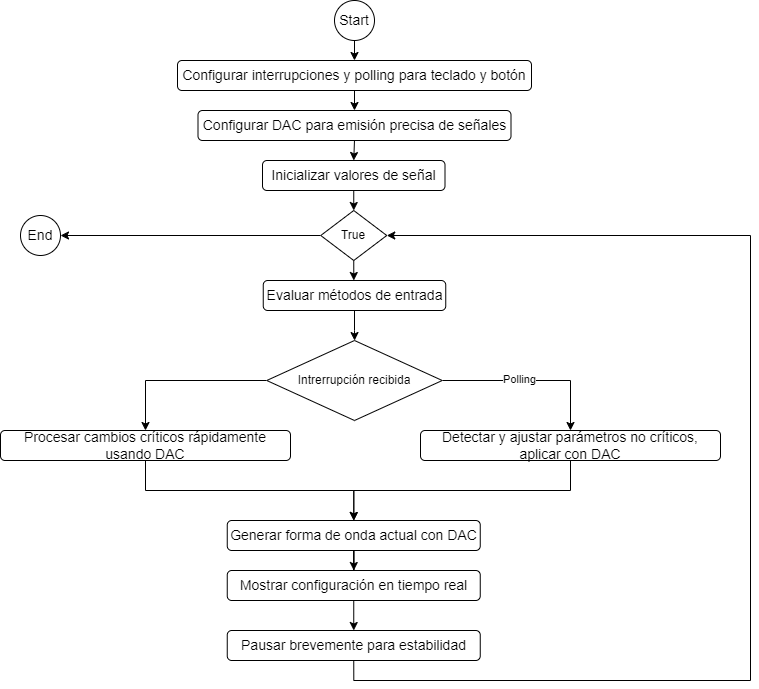 Start
Configurar interrupciones y polling para teclado y botón
Configurar DAC para emisión precisa de señales
Inicializar valores de señal
End
True
Evaluar métodos de entrada
Intrerrupción recibida
Polling
Procesar cambios críticos rápidamente
usando DAC
Detectar y ajustar parámetros no críticos,
aplicar con DAC
Generar forma de onda actual con DAC
Mostrar configuración en tiempo real
Pausar brevemente para estabilidad